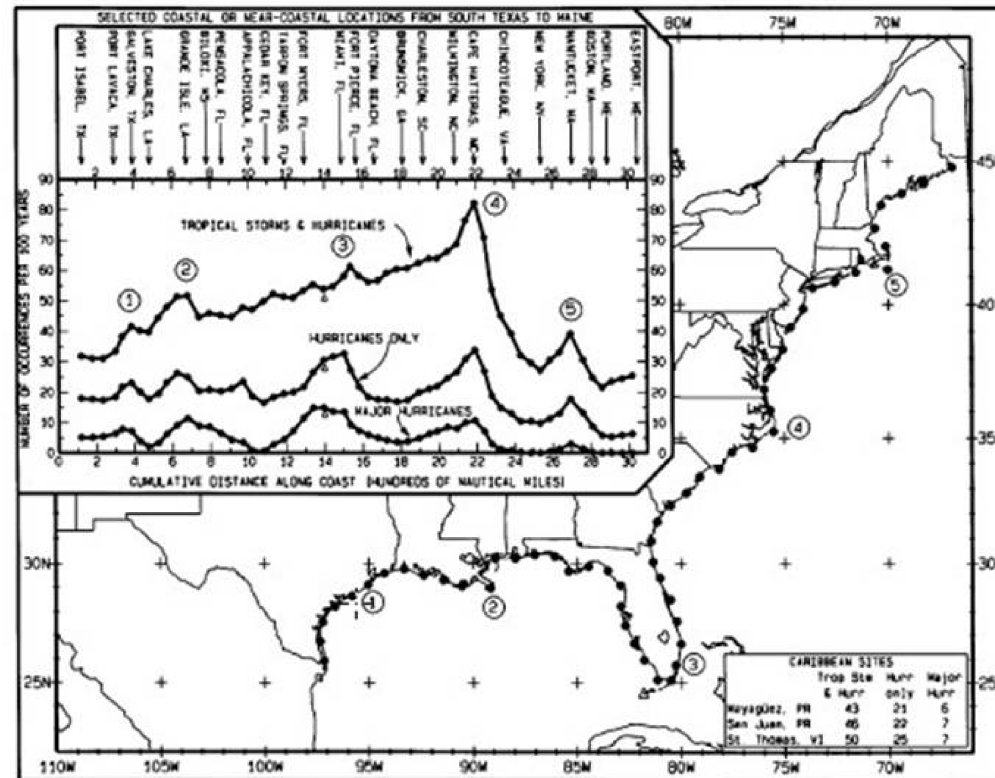 SELECTED COASTAL OR NEAR-COASTAL LOCATIONS FROM SOUTH TEXAS TO MAINE
PORT ISABEL, TX
PORT LAVACA, TX
GALVESTON, TX
LAKE CHARLES, LA
GRANDE ISLE, LA
BILOXI, MS
PENSACOLA, FL
APPALACHICOLA, FL
CEDAR KEY, FL
TARPON SPRINGS, FL
FORT MYERS, FL
MIAMI, FL
FORT PIERCE, FL
DAYTONA BEACH, FL
BRUNSWICK, GA
CHARLESTON, SC
WILMINGTON, NC
CAPE HATTERAS, NC
CHINCOTEAGUE, VA
NEW YORK, NY
NANTUCKET, MA
BOSTON, MA
PORTLAND, ME
EASTPORT, ME
2 4 6 8 10 12 14 16 18 20 22 24 26 28 30
NUMBER OF OCCURRENCES PER 100 YEARS
90
80
70
60
50
40
30
20
10
0
TROPICAL STORMS & HURRICANES
HURRICANES ONLY
MAJOR HURRICANES
1
2
3
4
5
0 2 4 6 8 10 12 14 16 18 20 22 24 26 28 30
CUMULATIVE DISTANCE ALONG COAST (HUNDREDS OF NAUTICAL MILES)
80W 75W 70W
45
40
35
30
25
30N
25N
1
2
3
4
5
CARIBBEAN SITES
Trop Stm Hurr Major
& Hurr only Hurr
Mayagüez, PR 43 21 6
San Juan, PR 46 22 7
St. Thomas, VI 50 25 7
110W 105W 100W 95W 90W 85W 80W 75W 70W